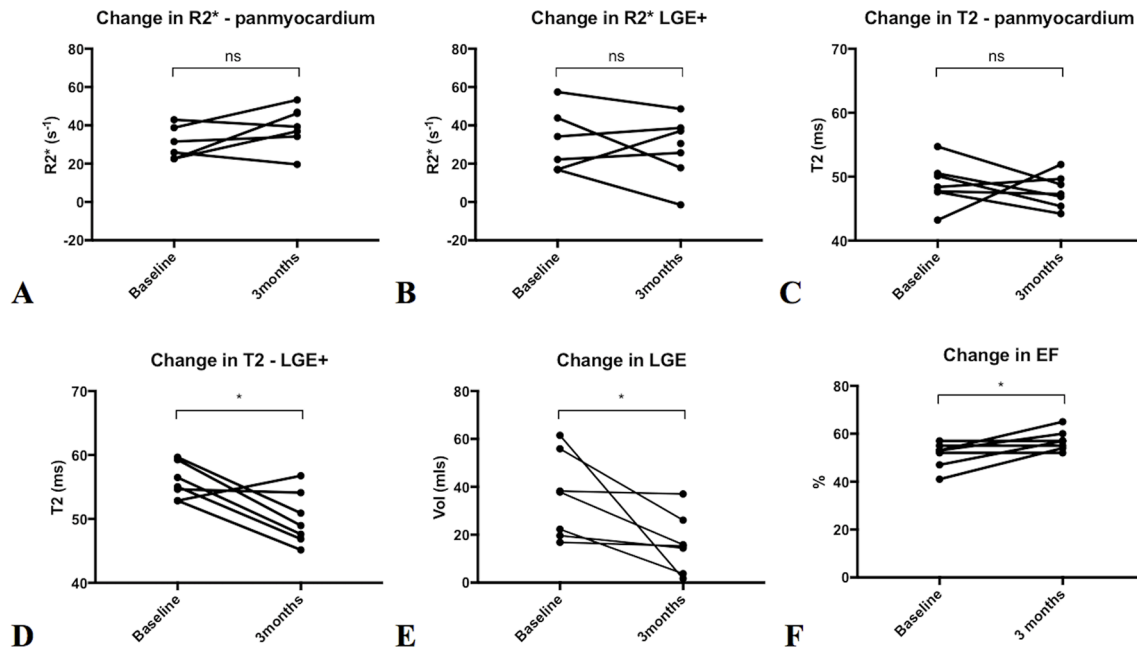 Change in R2* - panmyocardium
ns
80
60
40
20
0
-20
R2* (s-1)
Baseline
3months
A
Change in R2* LGE+
ns
80
60
40
20
0
-20
R2* (s-1)
Baseline
3months
B
Change in T2 - panmyocardium
ns
70
60
50
40
T2 (ms)
Baseline
3months
C
Change in T2 - LGE+
*
70
60
50
40
T2 (ms)
Baseline
3months
D
Change in LGE
*
80
60
40
20
0
Vol (mls)
Baseline
3months
E
Change in EF
*
80
60
40
20
0
%
Baseline
3 months
F